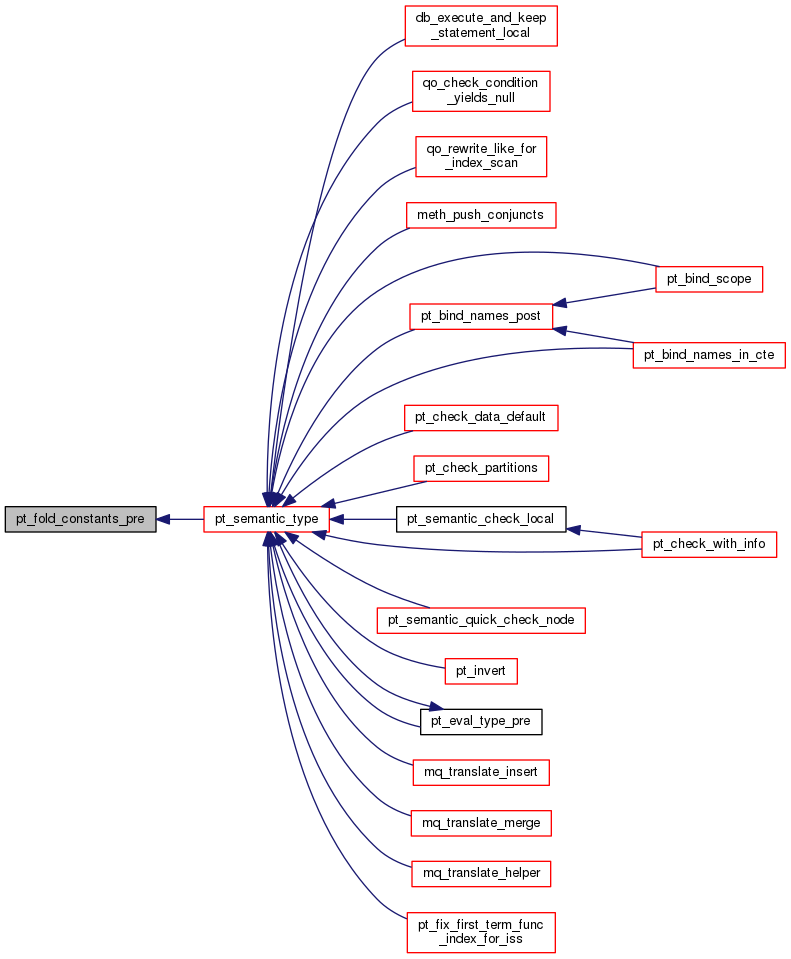 db_execute_and_keep
_statement_local
qo_check_condition
_yields_null
qo_rewrite_like_for
_index_scan
meth_push_conjuncts
pt_bind_scope
pt_bind_names_post
pt_bind_names_in_cte
pt_check_data_default
pt_check_partitions
pt_fold_constants_pre
pt_semantic_type
pt_semantic_check_local
pt_check_with_info
pt_semantic_quick_check_node
pt_invert
pt_eval_type_pre
mq_translate_insert
mq_translate_merge
mq_translate_helper
pt_fix_first_term_func
_index_for_iss